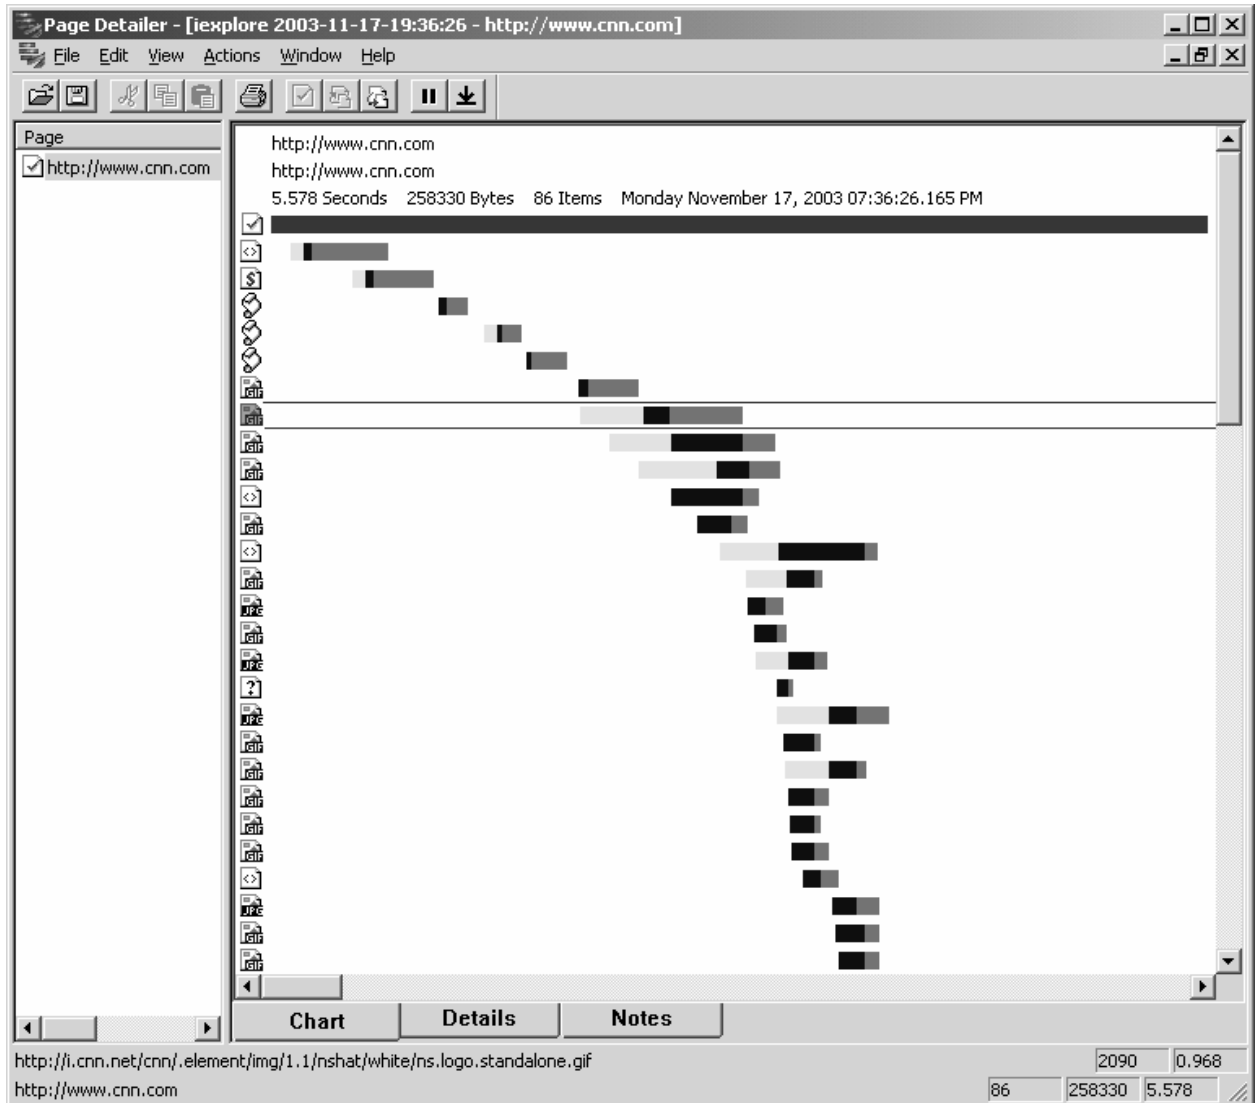 Page Detailer - [iexplore 2003-11-17-19:36:26 - http://www.cnn.com]
File Edit View Actions Window Help
Page
http://www.cnn.com
http://www.cnn.com
http://www.cnn.com
5.578 Seconds 258330 Bytes 86 Items Monday November 17, 2003 07:36:26.165 PM
Chart Details Notes
http://i.cnn.net/cnn/.element/img/1.1/nshat/white/ns.logo.standalone.gif 2090 0.968
http://www.cnn.com 86 258330 5.578